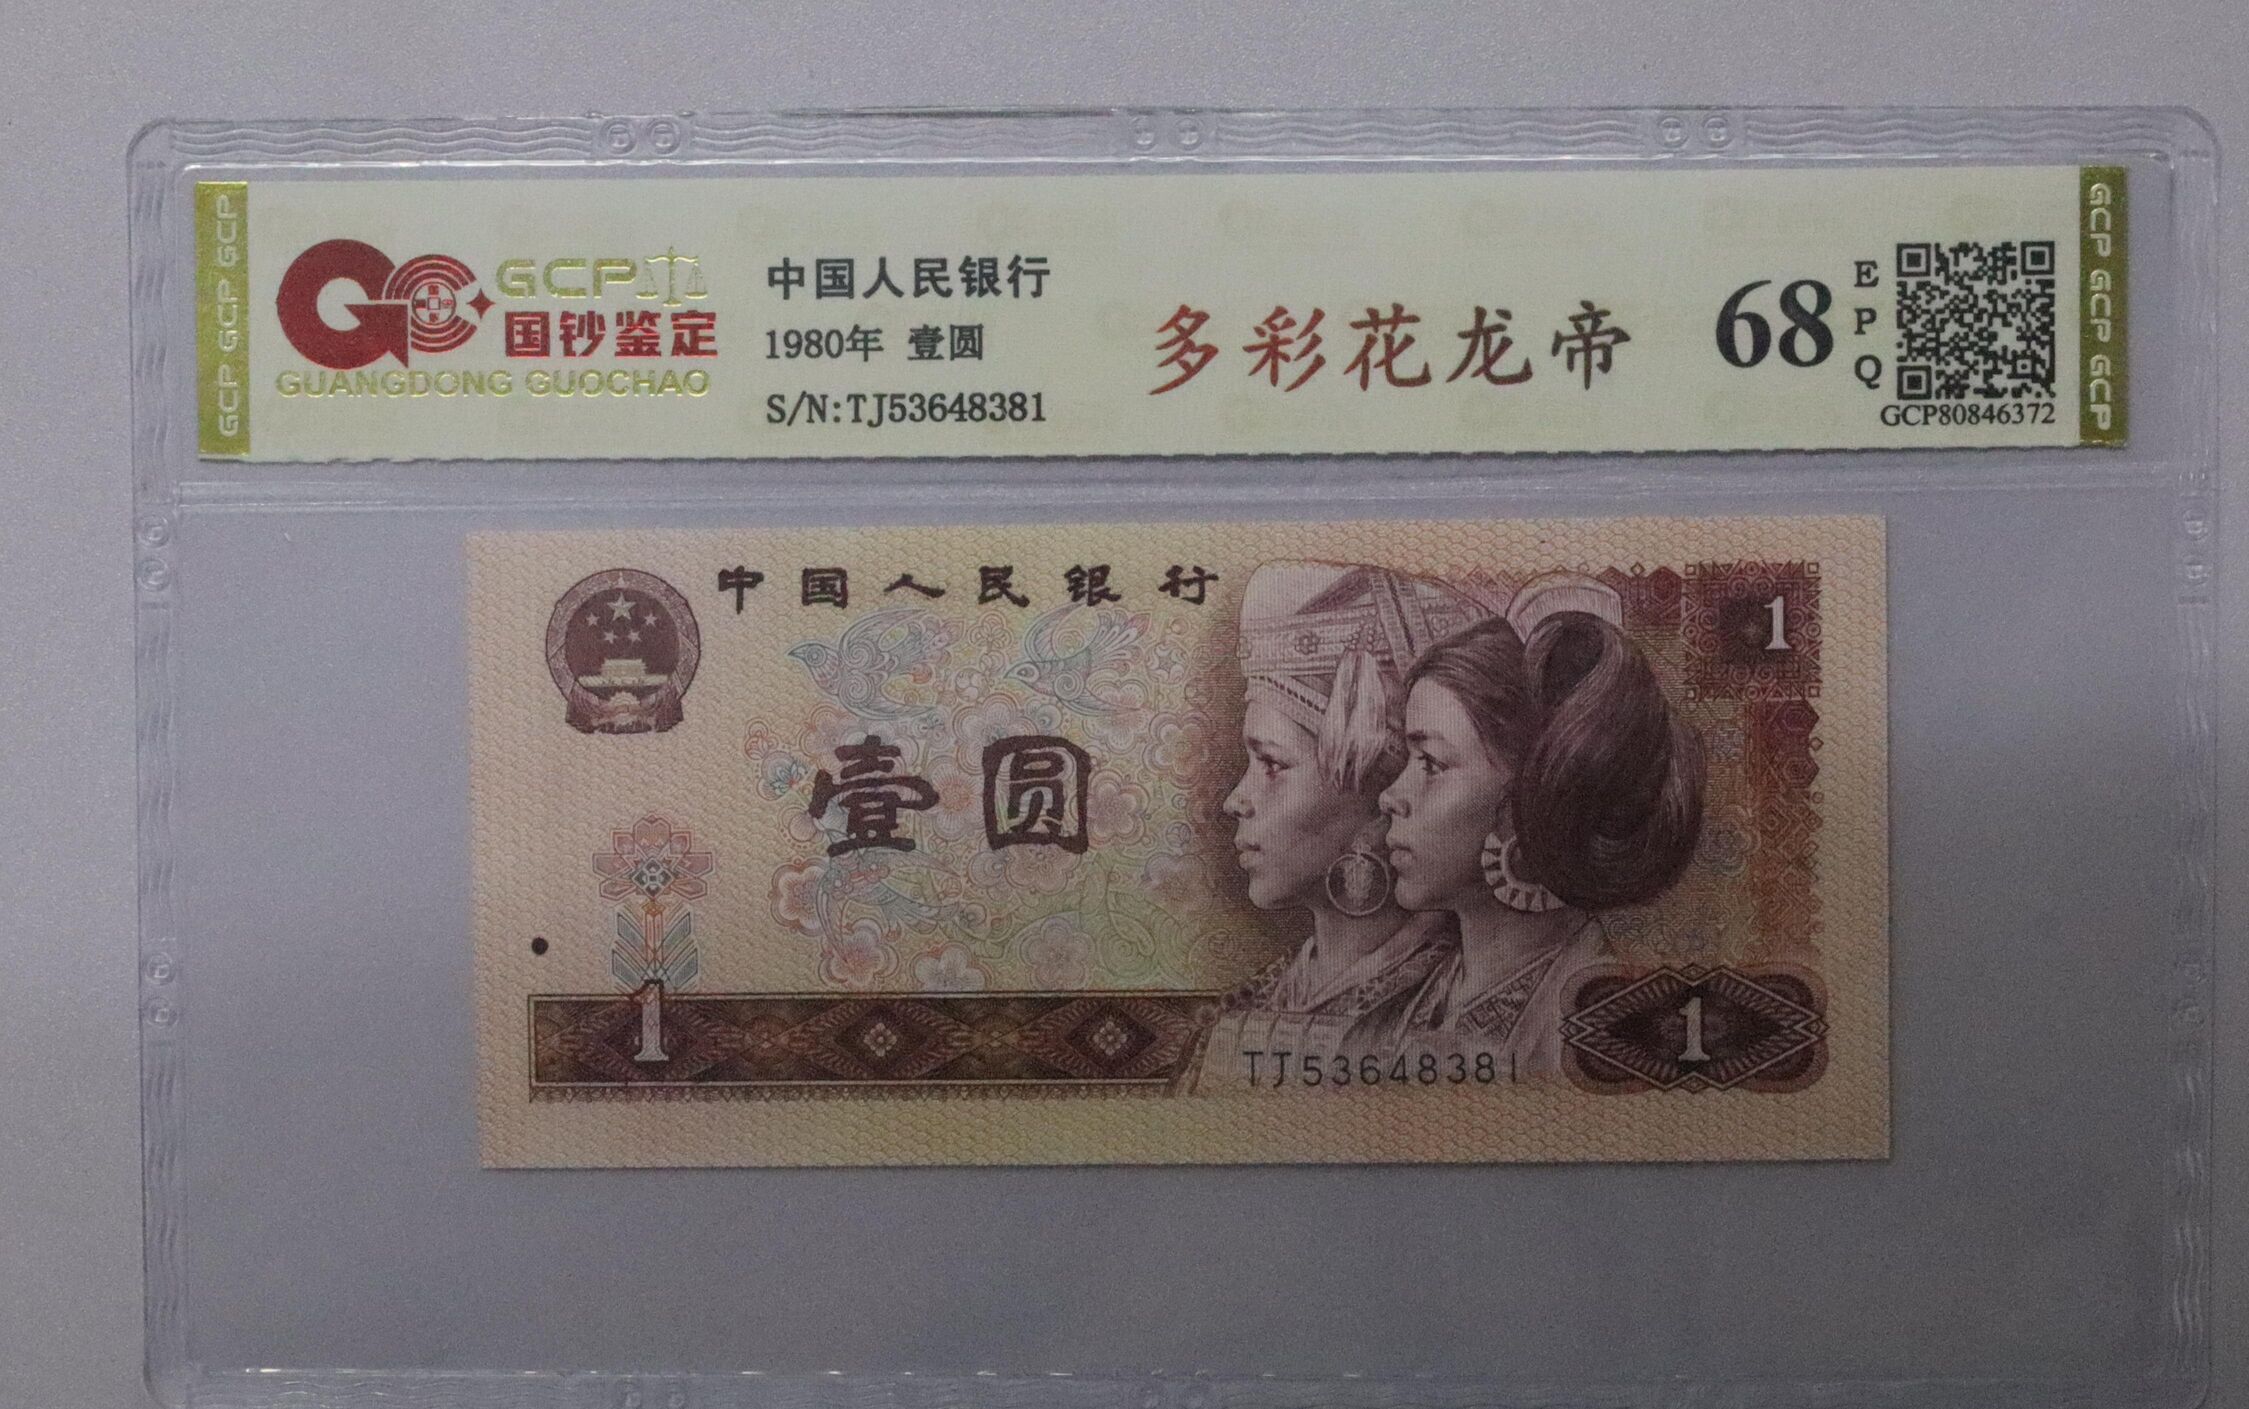 GCP GCP GCP
GCP
国钞鉴定
GUANGDONG GUOCHAO
中国人民银行
1980年 壹圆
S/N:TJ53648381
多彩花龙帝
68
E
P
Q
GCP80846372
GCP GCP GCP
中国人民银行
1
壹圆
1
1
TJ53648381